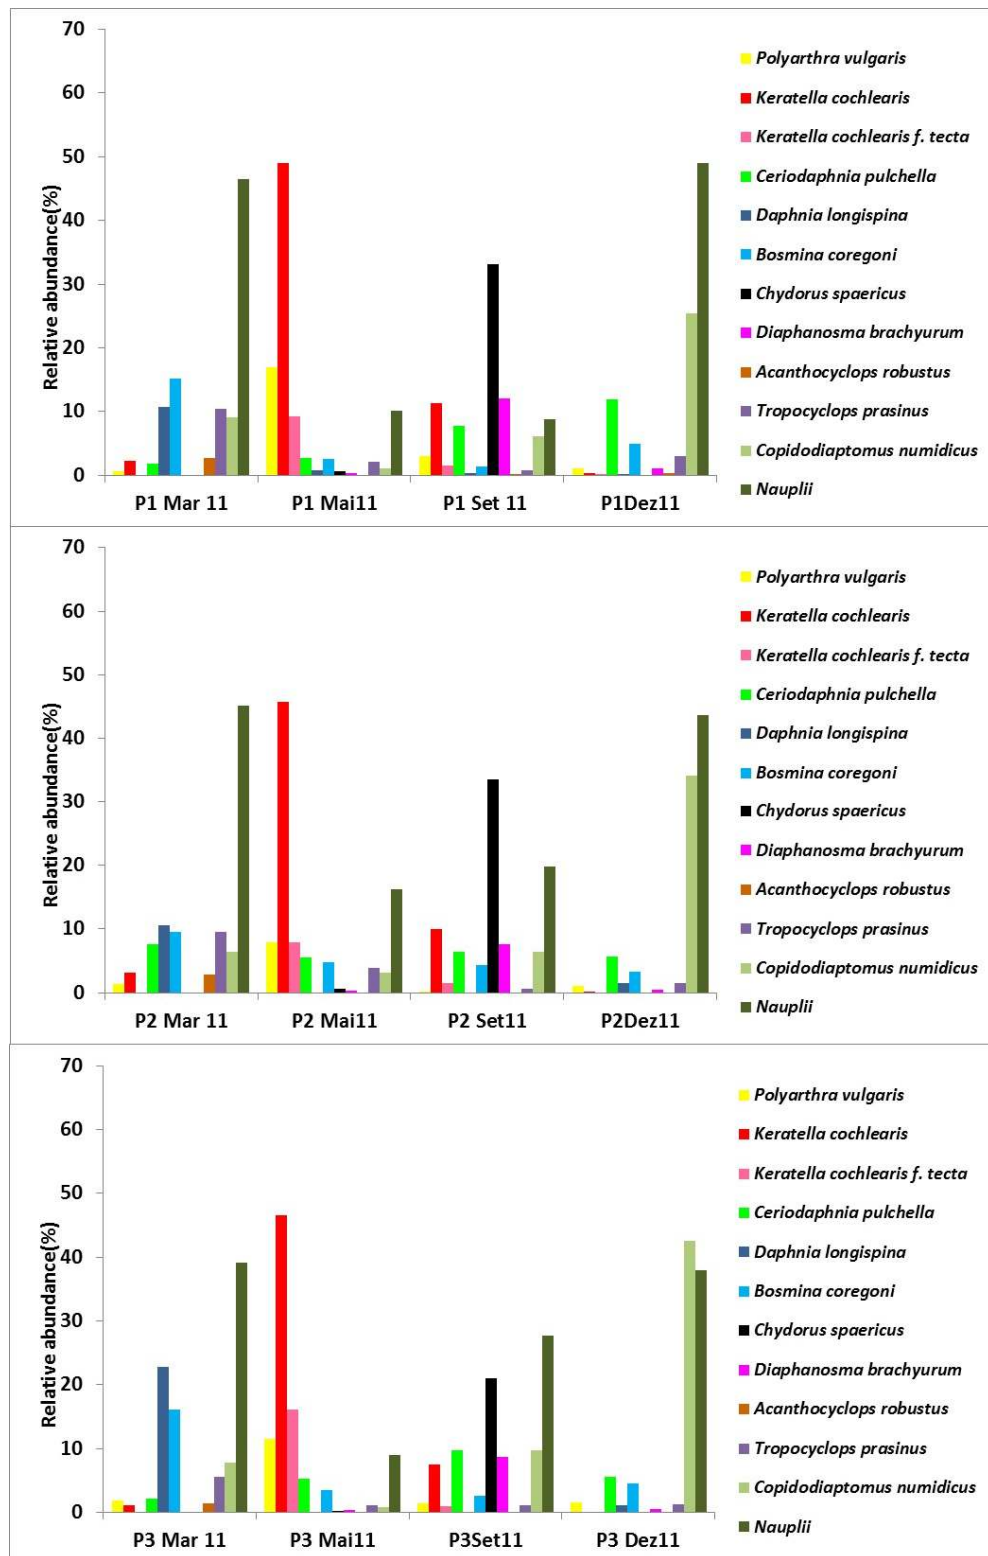 Relative abundance(%)
70
60
50
40
30
20
10
0
P1 Mar 11
P1 Mai11
P1 Set 11
P1Dez11
Polyarthra vulgaris
Keratella cochlearis
Keratella cochlearis f. tecta
Ceriodaphnia pulchella
Daphnia longispina
Bosmina coregoni
Chydorus spaericus
Diaphanosma brachyurum
Acanthocyclops robustus
Tropocyclops prasinus
Copidodiaptomus numidicus
Nauplii
Relative abundance(%)
70
60
50
40
30
20
10
0
P2 Mar 11
P2 Mai11
P2 Set11
P2Dez11
Polyarthra vulgaris
Keratella cochlearis
Keratella cochlearis f. tecta
Ceriodaphnia pulchella
Daphnia longispina
Bosmina coregoni
Chydorus spaericus
Diaphanosma brachyurum
Acanthocyclops robustus
Tropocyclops prasinus
Copidodiaptomus numidicus
Nauplii
Relative abundance(%)
70
60
50
40
30
20
10
0
P3 Mar 11
P3 Mai11
P3Set11
P3 Dez11
Polyarthra vulgaris
Keratella cochlearis
Keratella cochlearis f. tecta
Ceriodaphnia pulchella
Daphnia longispina
Bosmina coregoni
Chydorus spaericus
Diaphanosma brachyurum
Acanthocyclops robustus
Tropocyclops prasinus
Copidodiaptomus numidicus
Nauplii